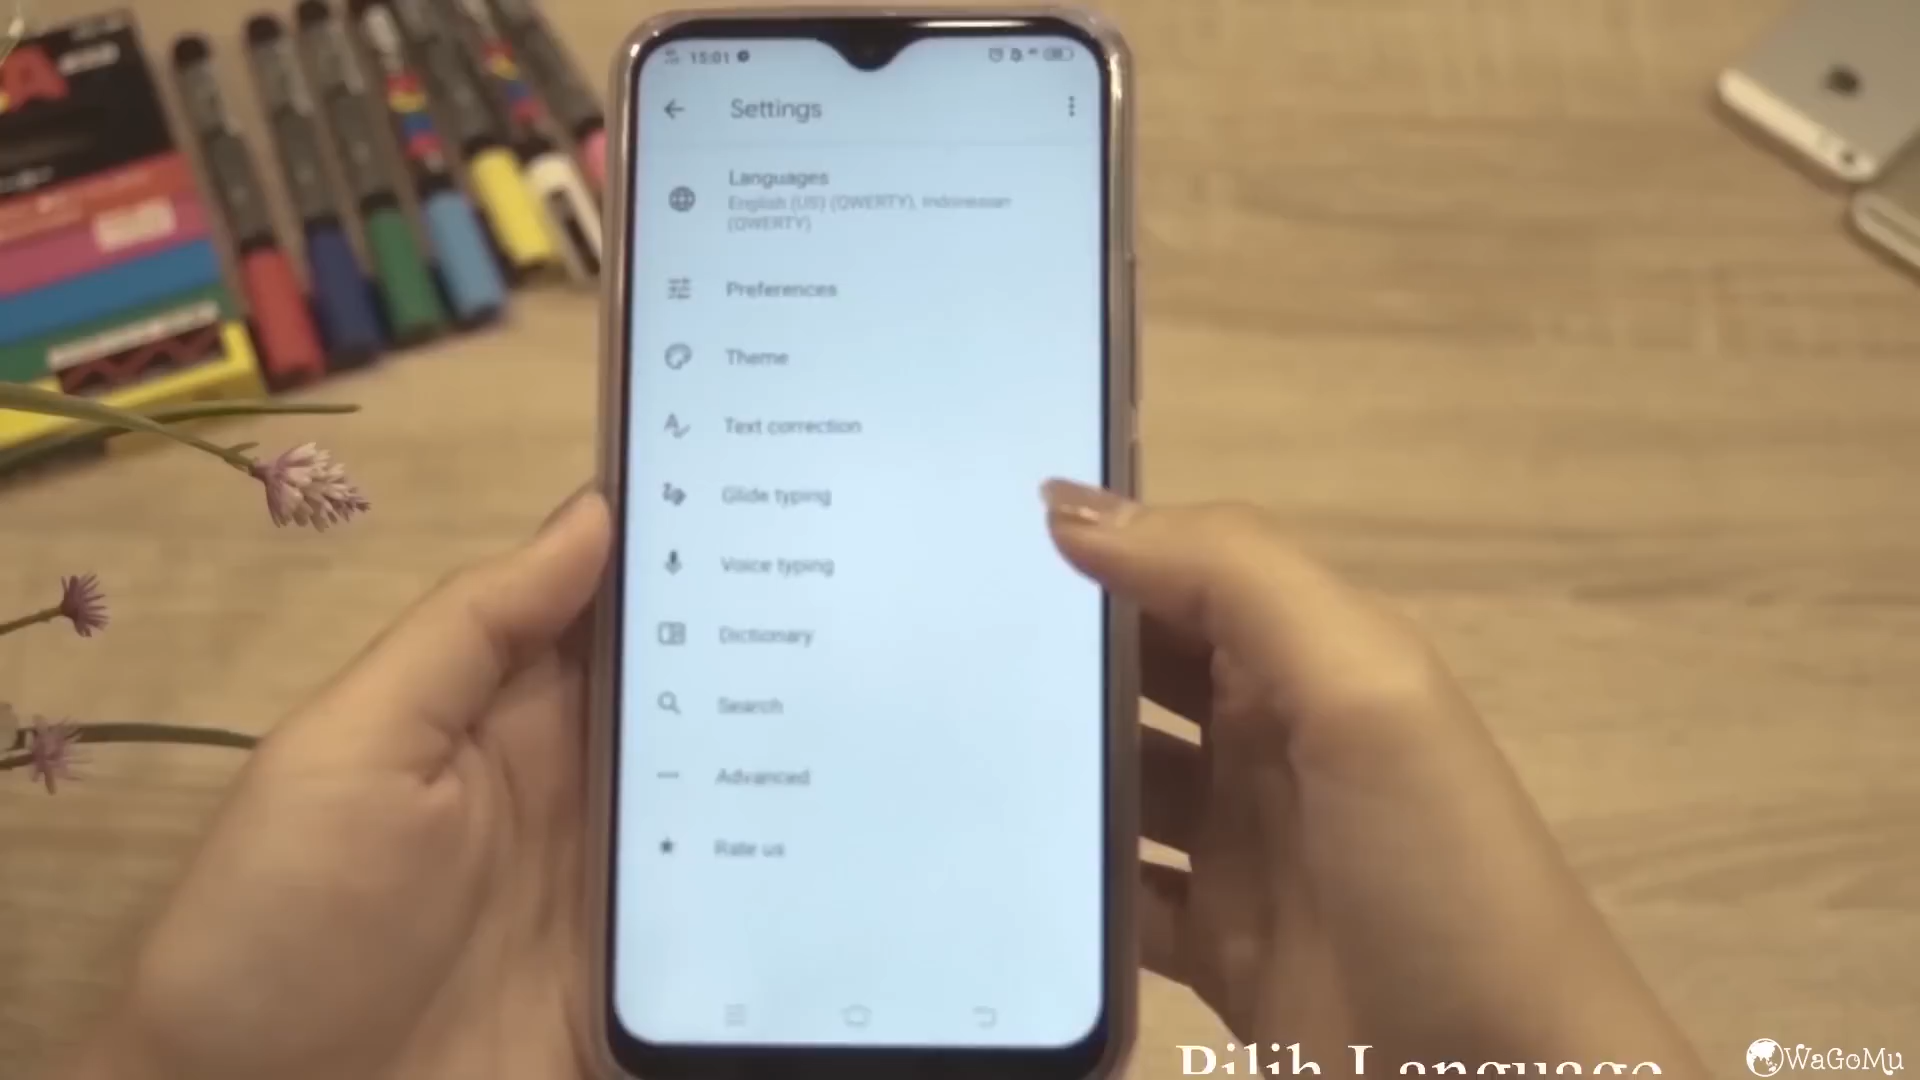 15:01
Settings
Languages
English (US) (QWERTY), Indonesian
(QWERTY)
Preferences
Theme
Text correction
Glide typing
Voice typing
Dictionary
Search
Advanced
Rate us
Pilih Language
WaGoMu